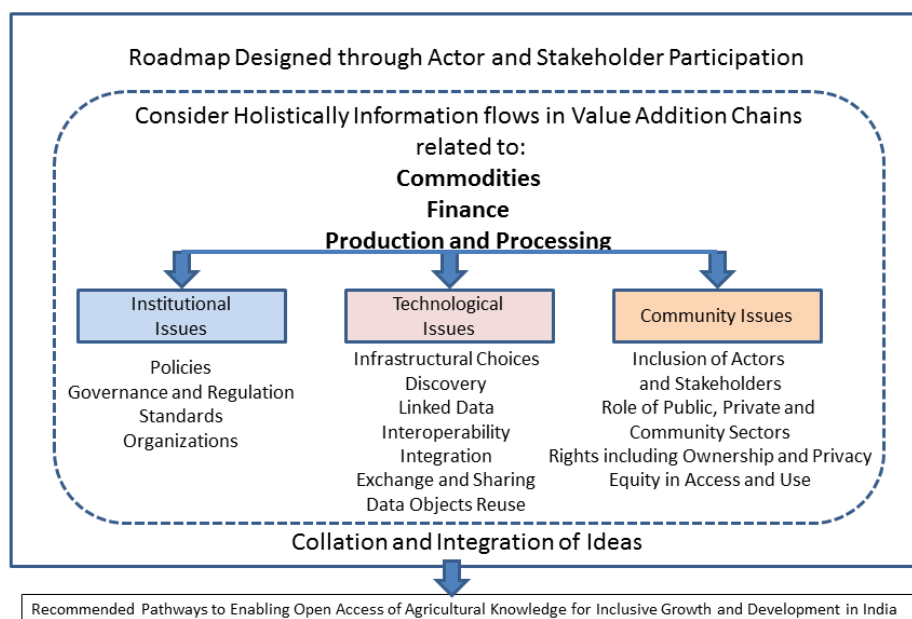 Roadmap Designed through Actor and Stakeholder Participation
Consider Holistically Information flows in Value Addition Chains
related to:
Commodities
Finance
Production and Processing
Institutional
Issues
Policies
Governance and Regulation
Standards
Organizations
Technological
Issues
Infrastructural Choices
Discovery
Linked Data
Interoperability
Integration
Exchange and Sharing
Data Objects Reuse
Community Issues
Inclusion of Actors
and Stakeholders
Role of Public, Private and
Community Sectors
Rights including Ownership and Privacy
Equity in Access and Use
Collation and Integration of Ideas
Recommended Pathways to Enabling Open Access of Agricultural Knowledge for Inclusive Growth and Development in India